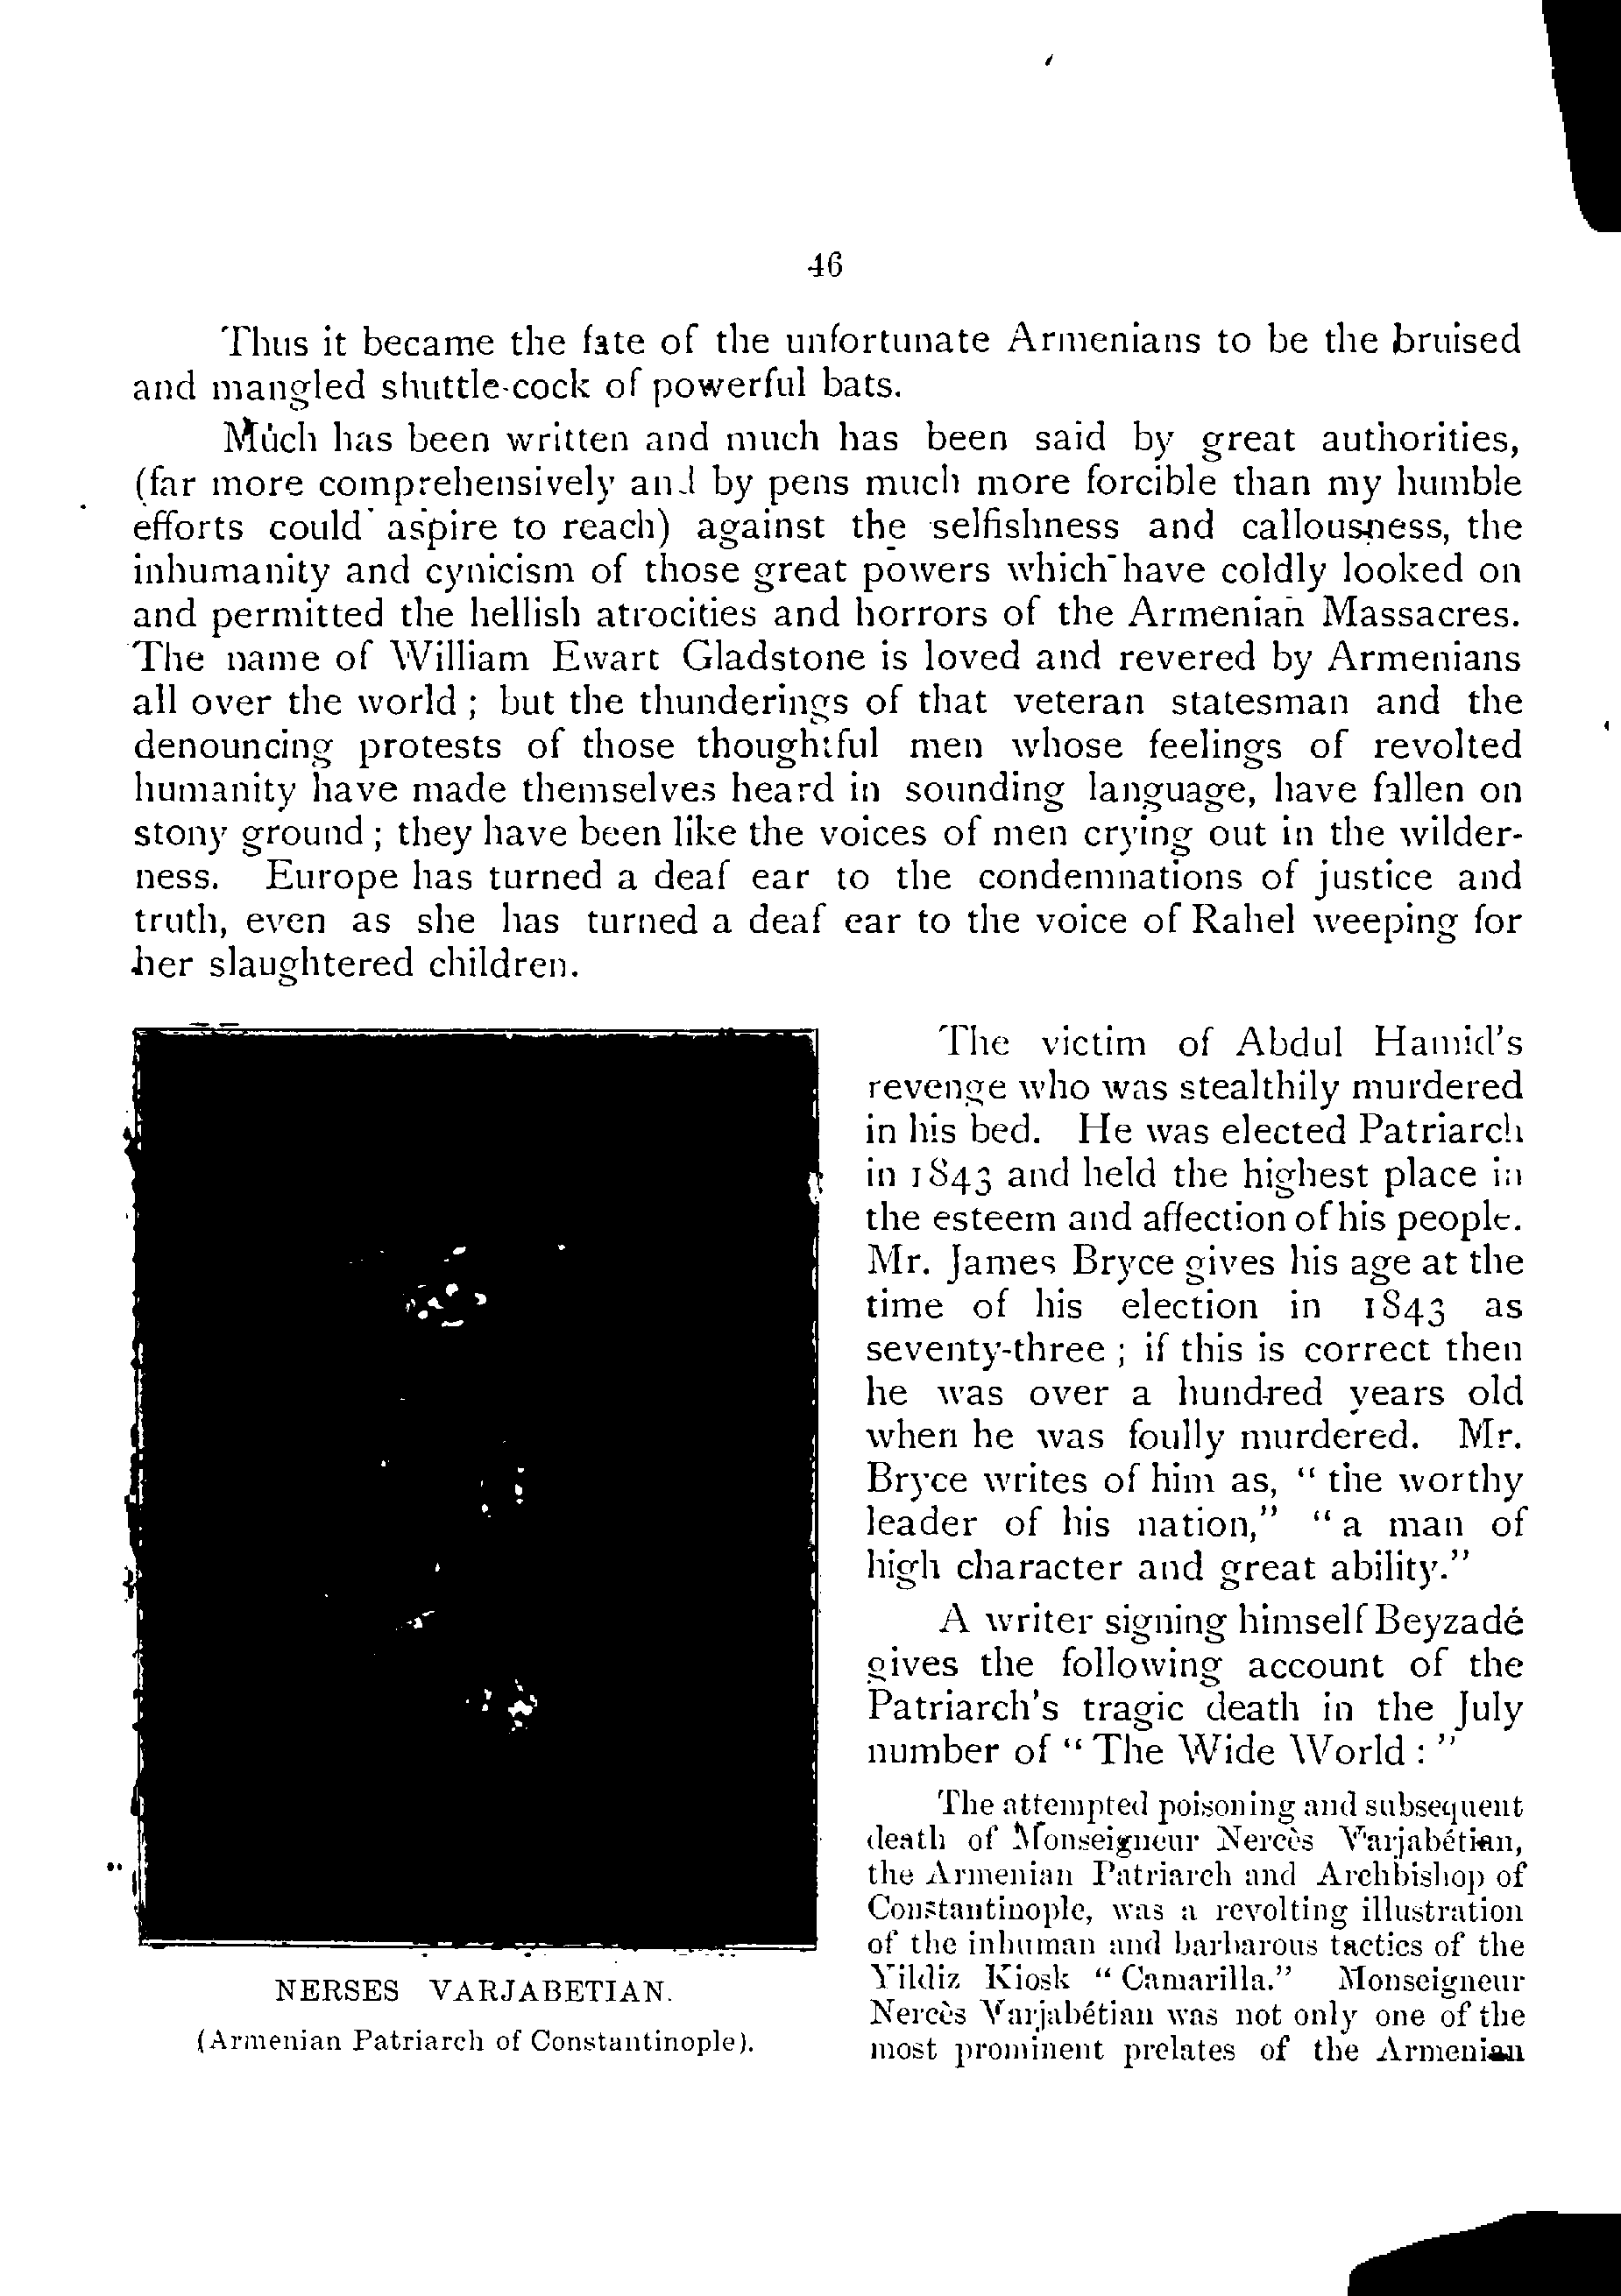 46
Thus it became the fate of the unfortunate Armenians to be the bruised
and mangled shuttle-cock of powerful bats.
Much has been written and much has been said by great authorities,
(far more comprehensively and by pens much more forcible than my humble
efforts could aspire to reach) against the selfishness and callousness, the
inhumanity and cynicism of those great powers which have coldly looked on
and permitted the hellish atrocities and horrors of the Armenian Massacres.
The name of William Ewart Gladstone is loved and revered by Armenians
all over the world ; but the thunderings of that veteran statesman and the
denouncing protests of those thoughtful men whose feelings of revolted
humanity have made themselves heard in sounding language, have fallen on
stony ground ; they have been like the voices of men crying out in the wilder-
ness. Europe has turned a deaf ear to the condemnations of justice and
truth, even as she has turned a deaf ear to the voice of Rahel weeping for
her slaughtered children.
The victim of Abdul Hamid's
revenge who was stealthily murdered
in his bed. He was elected Patriarch
in 1843 and held the highest place in
the esteem and affection of his people.
Mr. James Bryce gives his age at the
time of his election in 1843 as
seventy-three ; if this is correct then
he was over a hundred years old
when he was foully murdered. Mr.
Bryce writes of him as, " the worthy
leader of his nation," " a man of
high character and great ability."
A writer signing himself Beyzadé
gives the following account of the
Patriarch's tragic death in the July
number of " The Wide World : "
The attempted poisoning and subsequent
death of Monseigneur Nercès Varjabétian,
the Armenian Patriarch and Archbishop of
Constantinople, was a revolting illustration
of the inhuman and barbarous tactics of the
Yildiz Kiosk " Camarilla." Monseigneur
Nercès Varjabétian was not only one of the
most prominent prelates of the Armenian
NERSES VARJABETIAN.
(Armenian Patriarch of Constantinople).